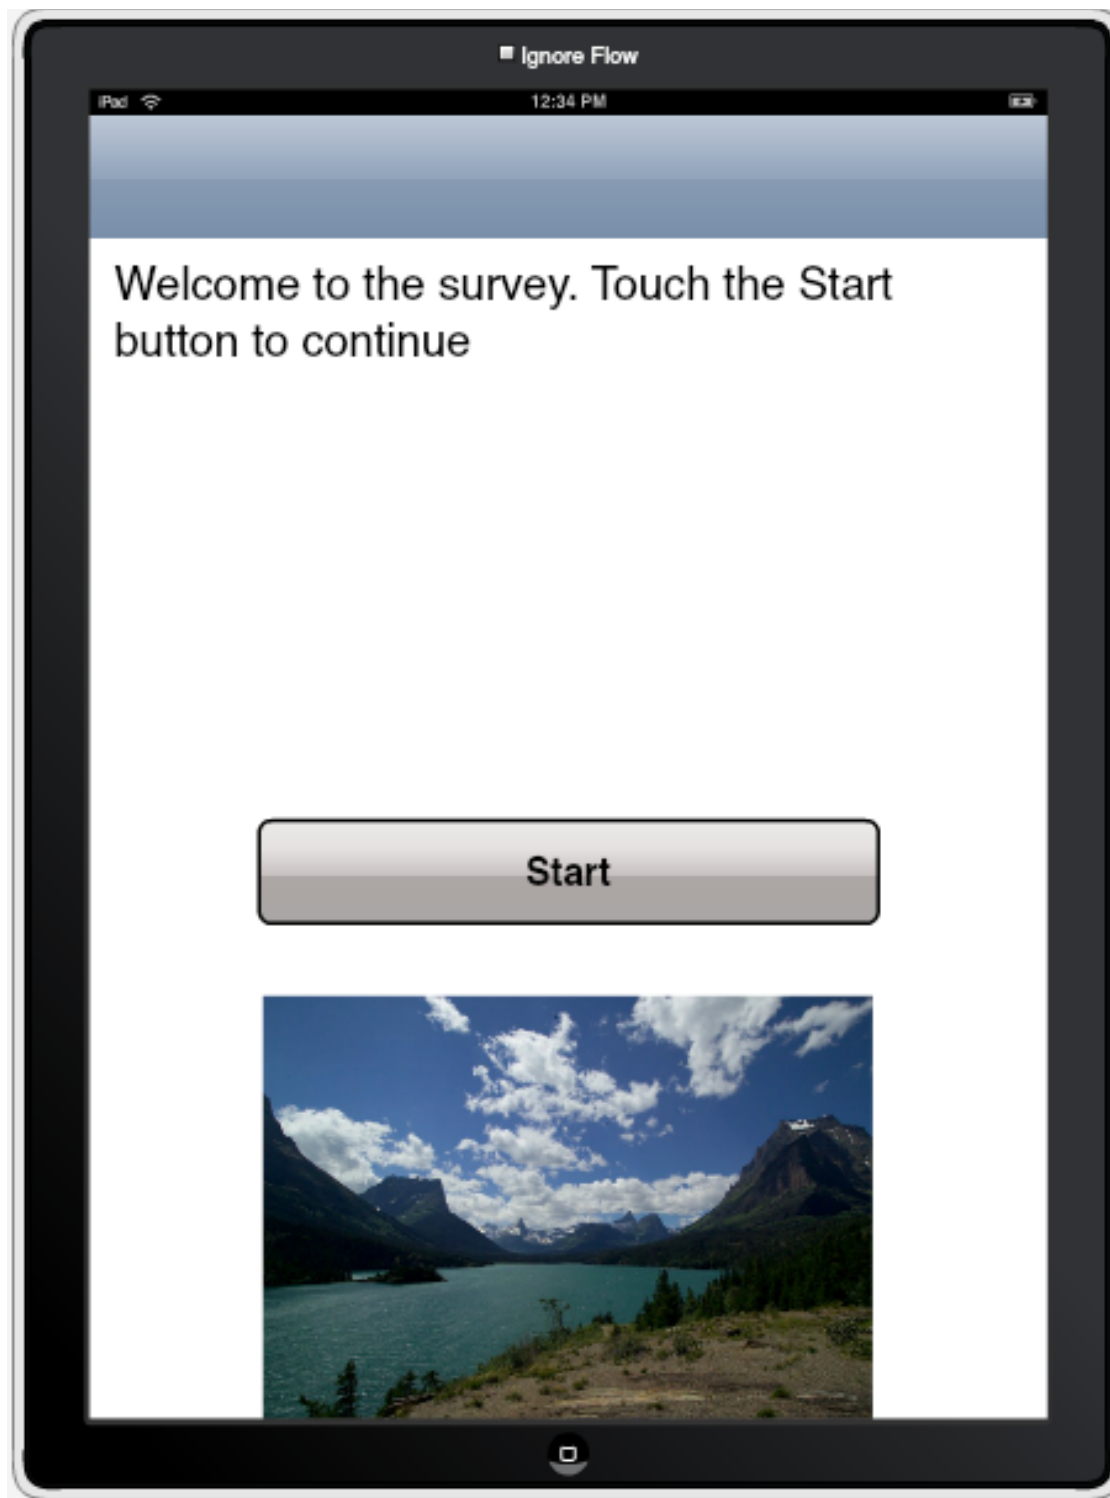 Ignore Flow
iPad 12:34 PM
Welcome to the survey. Touch the Start
button to continue
Start